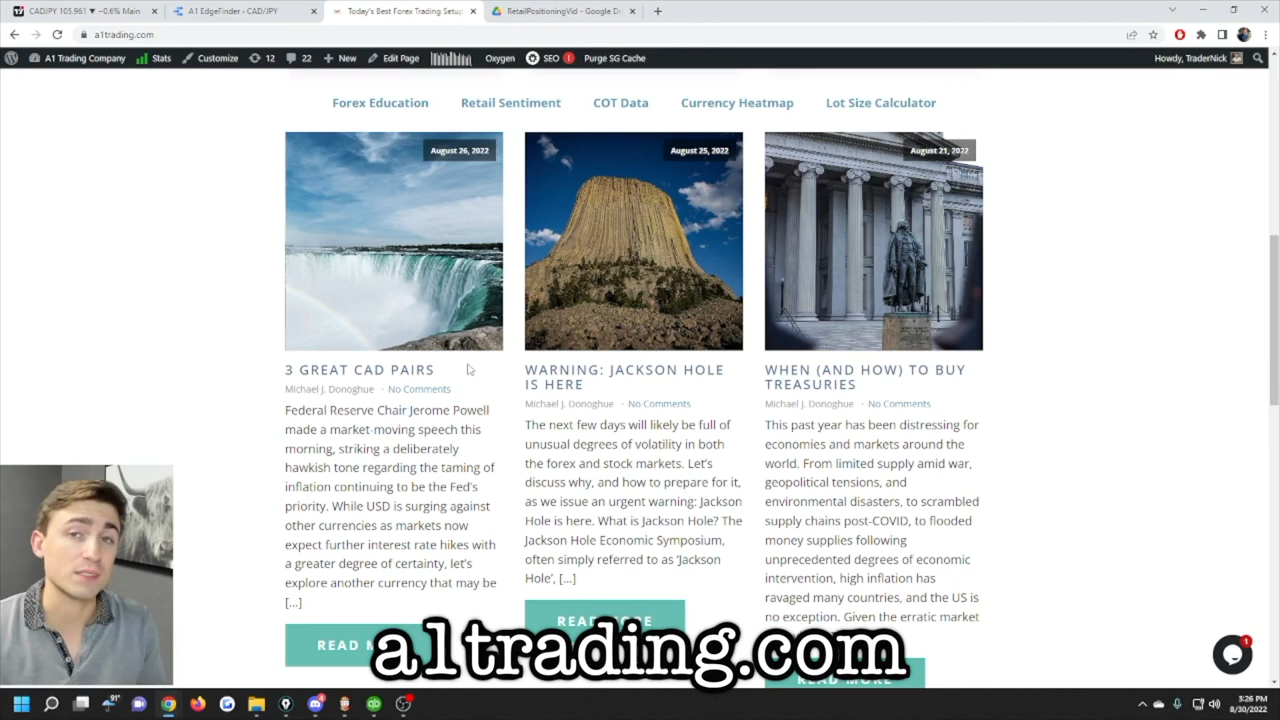 CADJPY 105.961 ▼ −0.6% Main
A1 EdgeFinder - CAD/JPY
Today's Best Forex Trading Setup
RetailPositioningVid - Google Dr
a1trading.com
A1 Trading Company
Stats
Customize
12
22
New
Edit Page
Oxygen
SEO
!
Purge SG Cache
Howdy, TraderNick
Forex Education
Retail Sentiment
COT Data
Currency Heatmap
Lot Size Calculator
August 26, 2022
3 GREAT CAD PAIRS
Michael J. Donoghue · No Comments
Federal Reserve Chair Jerome Powell
made a market-moving speech this
morning, striking a deliberately
hawkish tone regarding the taming of
inflation continuing to be the Fed's
priority. While USD is surging against
other currencies as markets now
expect further interest rate hikes with
a greater degree of certainty, let's
explore another currency that may be
[...]
READ M
August 25, 2022
WARNING: JACKSON HOLE
IS HERE
Michael J. Donoghue · No Comments
The next few days will likely be full of
unusual degrees of volatility in both
the forex and stock markets. Let's
discuss why, and how to prepare for it,
as we issue an urgent warning: Jackson
Hole is here. What is Jackson Hole? The
Jackson Hole Economic Symposium,
often simply referred to as 'Jackson
Hole', [...]
READ MORE
August 21, 2022
WHEN (AND HOW) TO BUY
TREASURIES
Michael J. Donoghue · No Comments
This past year has been distressing for
economies and markets around the
world. From limited supply amid war,
geopolitical tensions, and
environmental disasters, to scrambled
supply chains post-COVID, to flooded
money supplies following
unprecedented degrees of economic
intervention, high inflation has
ravaged many countries, and the US is
no exception. Given the erratic market
READ MORE
a1trading.com
1
91°
3:26 PM
8/30/2022